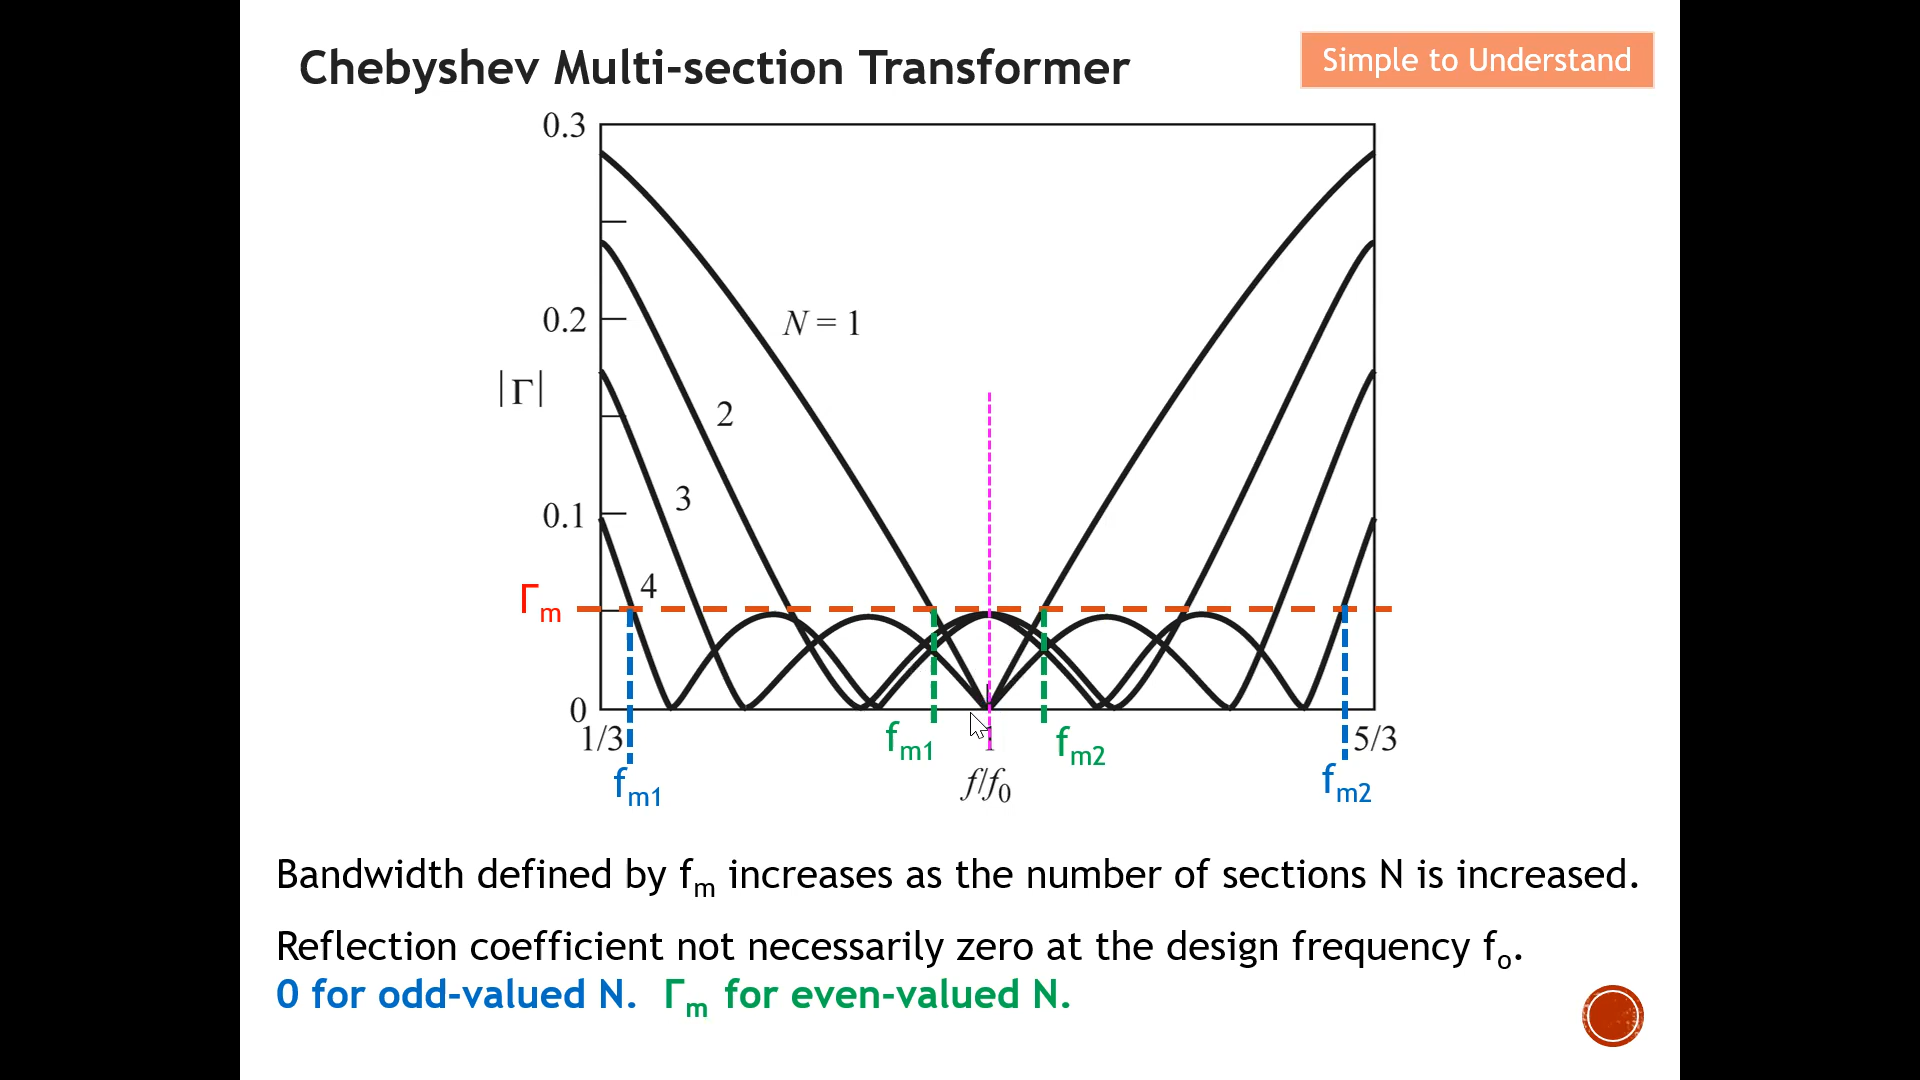 Chebyshev Multi-section Transformer
Simple to Understand
0.3
0.2
N = 1
|Γ|
2
3
0.1
4
Γm
0
1/3
fm1
1
fm2
5/3
fm1
f/f0
fm2
Bandwidth defined by fm increases as the number of sections N is increased.
Reflection coefficient not necessarily zero at the design frequency fo.
0 for odd-valued N. Γm for even-valued N.